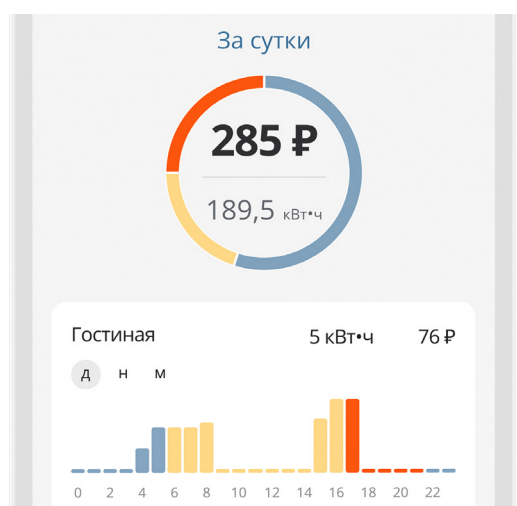 За сутки
285 ₽
189,5 кВт•ч
Гостиная 5 кВт•ч 76 ₽
д н м
0 2 4 6 8 10 12 14 16 18 20 22